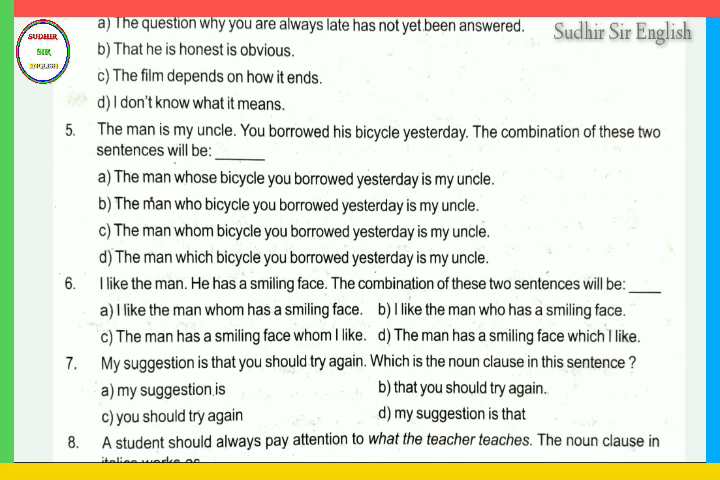 SUDHIR
SIR
ENGLISH
Sudhir Sir English
a) The question why you are always late has not yet been answered.
b) That he is honest is obvious.
c) The film depends on how it ends.
d) I don't know what it means.
5. The man is my uncle. You borrowed his bicycle yesterday. The combination of these two
sentences will be: ______
a) The man whose bicycle you borrowed yesterday is my uncle.
b) The man who bicycle you borrowed yesterday is my uncle.
c) The man whom bicycle you borrowed yesterday is my uncle.
d) The man which bicycle you borrowed yesterday is my uncle.
6. I like the man. He has a smiling face. The combination of these two sentences will be: ____
a) I like the man whom has a smiling face. b) I like the man who has a smiling face.
c) The man has a smiling face whom I like. d) The man has a smiling face which I like.
7. My suggestion is that you should try again. Which is the noun clause in this sentence ?
a) my suggestion is b) that you should try again.
c) you should try again d) my suggestion is that
8. A student should always pay attention to what the teacher teaches. The noun clause in